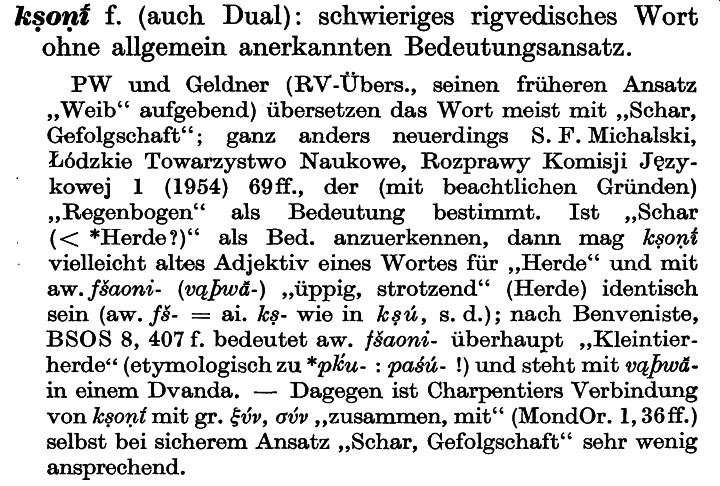 kṣoṇī́ f. (auch Dual): schwieriges rigvedisches Wort
ohne allgemein anerkannten Bedeutungsansatz.
PW und Geldner (RV-Übers., seinen früheren Ansatz
„Weib“ aufgebend) übersetzen das Wort meist mit „Schar,
Gefolgschaft“; ganz anders neuerdings S. F. Michalski,
Łódzkie Towarzystwo Naukowe, Rozprawy Komisji Języ-
kowej 1 (1954) 69ff., der (mit beachtlichen Gründen)
„Regenbogen“ als Bedeutung bestimmt. Ist „Schar
(< *Herde?)“ als Bed. anzuerkennen, dann mag kṣoṇī́
vielleicht altes Adjektiv eines Wortes für „Herde“ und mit
aw. fšaoni- (vąþwā̆-) „üppig, strotzend“ (Herde) identisch
sein (aw. fš- = ai. kṣ- wie in kṣú, s. d.); nach Benveniste,
BSOS 8, 407 f. bedeutet aw. fšaoni- überhaupt „Kleintier-
herde“ (etymologisch zu *pḱu- : paśú- !) und steht mit vąþwā̆-
in einem Dvanda. — Dagegen ist Charpentiers Verbindung
von kṣoṇī́ mit gr. ξύν, σύν „zusammen, mit“ (MondOr. 1, 36ff.)
selbst bei sicherem Ansatz „Schar, Gefolgschaft“ sehr wenig
ansprechend.